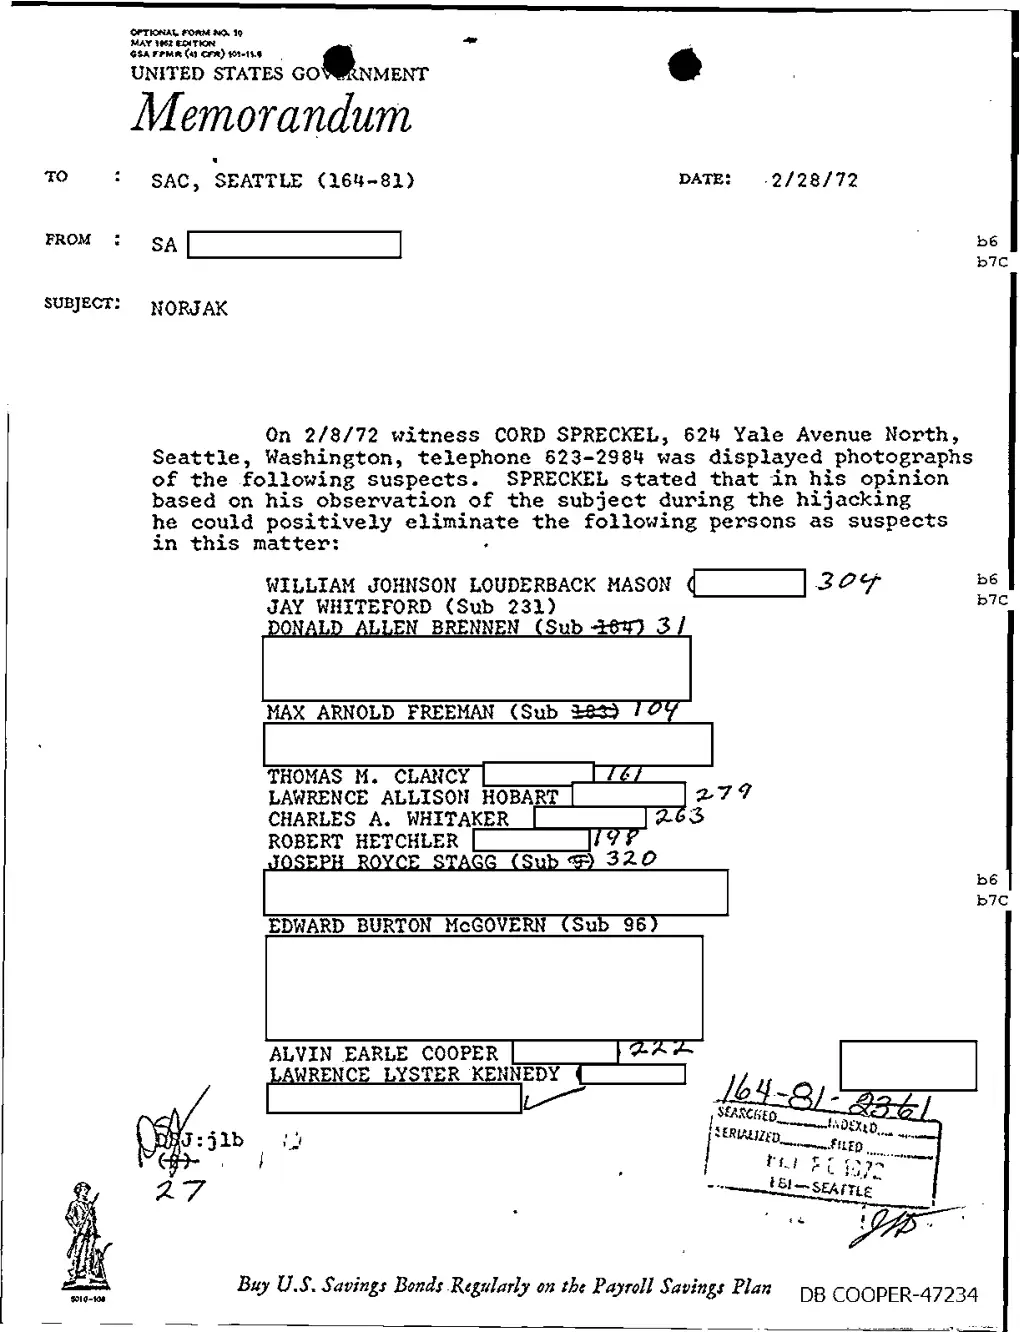 OPTIONAL FORM NO. 10
MAY 1962 EDITION
GSA FPMR (41 CFR) 101-11.6
UNITED STATES GOVERNMENT
Memorandum
TO : SAC, SEATTLE (164-81) DATE: 2/28/72
FROM : SA
b6
b7C
SUBJECT: NORJAK
On 2/8/72 witness CORD SPRECKEL, 624 Yale Avenue North,
Seattle, Washington, telephone 623-2984 was displayed photographs
of the following suspects. SPRECKEL stated that in his opinion
based on his observation of the subject during the hijacking
he could positively eliminate the following persons as suspects
in this matter:
WILLIAM JOHNSON LOUDERBACK MASON ( 304
b6
b7C
JAY WHITEFORD (Sub 231)
DONALD ALLEN BRENNEN (Sub 184) 31
MAX ARNOLD FREEMAN (Sub 183) 104
THOMAS M. CLANCY 161
LAWRENCE ALLISON HOBART 279
CHARLES A. WHITAKER 263
ROBERT HETCHLER 198
JOSEPH ROYCE STAGG (Sub ) 320
b6
b7C
EDWARD BURTON McGOVERN (Sub 96)
ALVIN EARLE COOPER 222
LAWRENCE LYSTER KENNEDY
164-81-2361
SEARCHED INDEXED
SERIALIZED FILED
1972
FBI—SEATTLE
DSJ:jlb
27
5010-108
Buy U.S. Savings Bonds Regularly on the Payroll Savings Plan
DB COOPER-47234